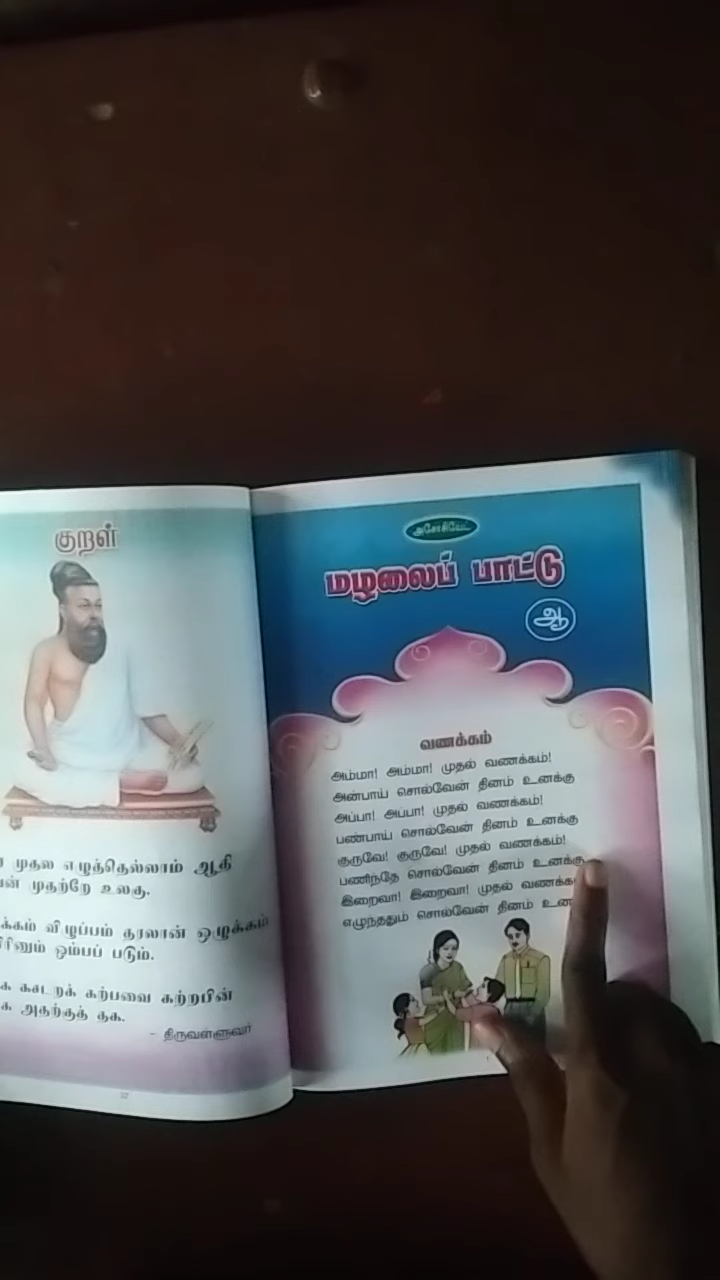 குறள்
முதல எழுத்தெல்லாம் ஆதி
முதற்றே உலகு.
விழுப்பம் தரலான் ஒழுக்கம்
ஓம்பப் படும்.
கசடறக் கற்பவை கற்றபின்
அதற்குத் தக.
- திருவள்ளுவர்
அசோசியேட்
மழலைப் பாட்டு
ஆ
வணக்கம்
அம்மா! அம்மா! முதல் வணக்கம்!
அன்பாய் சொல்வேன் தினம் உனக்கு
அப்பா! அப்பா! முதல் வணக்கம்!
பண்பாய் சொல்வேன் தினம் உனக்கு
குருவே! குருவே! முதல் வணக்கம்!
பணிந்தே சொல்வேன் தினம் உனக்கு
இறைவா! இறைவா! முதல்
எழுந்ததும் சொல்வேன் தினம்